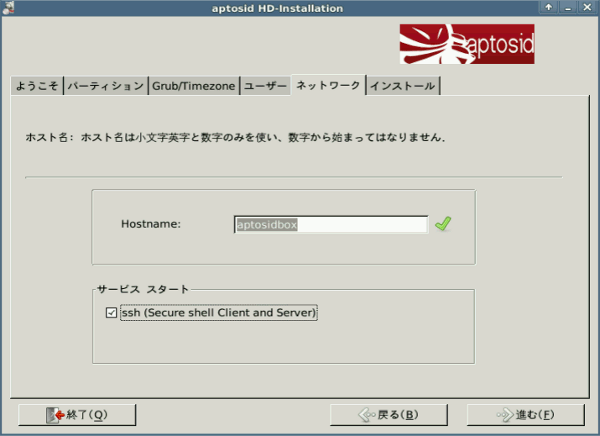 aptosid HD-Installation
aptosid
ようこそ パーティション Grub/Timezone ユーザー ネットワーク インストール
ホスト名: ホスト名は小文字英字と数字のみを使い、数字から始まってはなりません.
Hostname: aptosidbox
サービス スタート
ssh (Secure shell Client and Server)
終了(Q) 戻る(B) 進む(F)